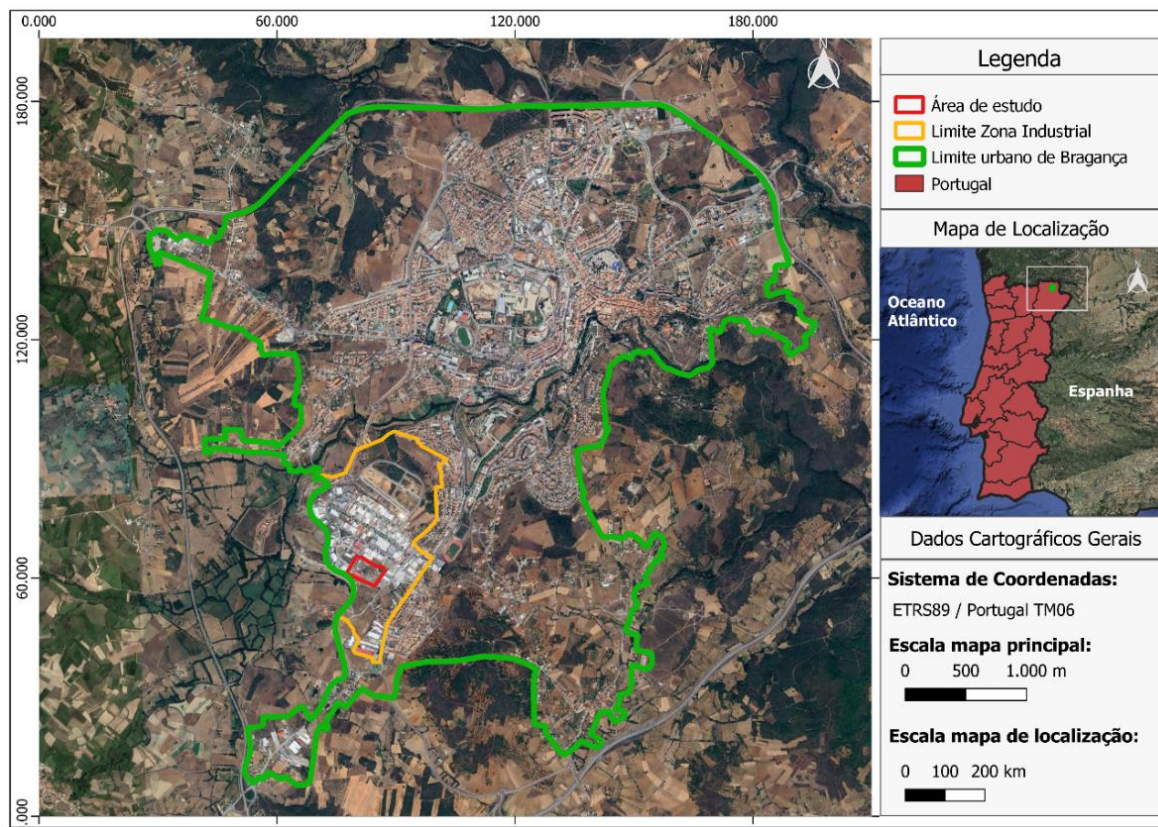 0.000 60.000 120.000 180.000
180.000
120.000
60.000
.000
Legenda
Área de estudo
Limite Zona Industrial
Limite urbano de Bragança
Portugal
Mapa de Localização
Oceano
Atlântico
Espanha
Dados Cartográficos Gerais
Sistema de Coordenadas:
ETRS89 / Portugal TM06
Escala mapa principal:
0 500 1.000 m
Escala mapa de localização:
0 100 200 km